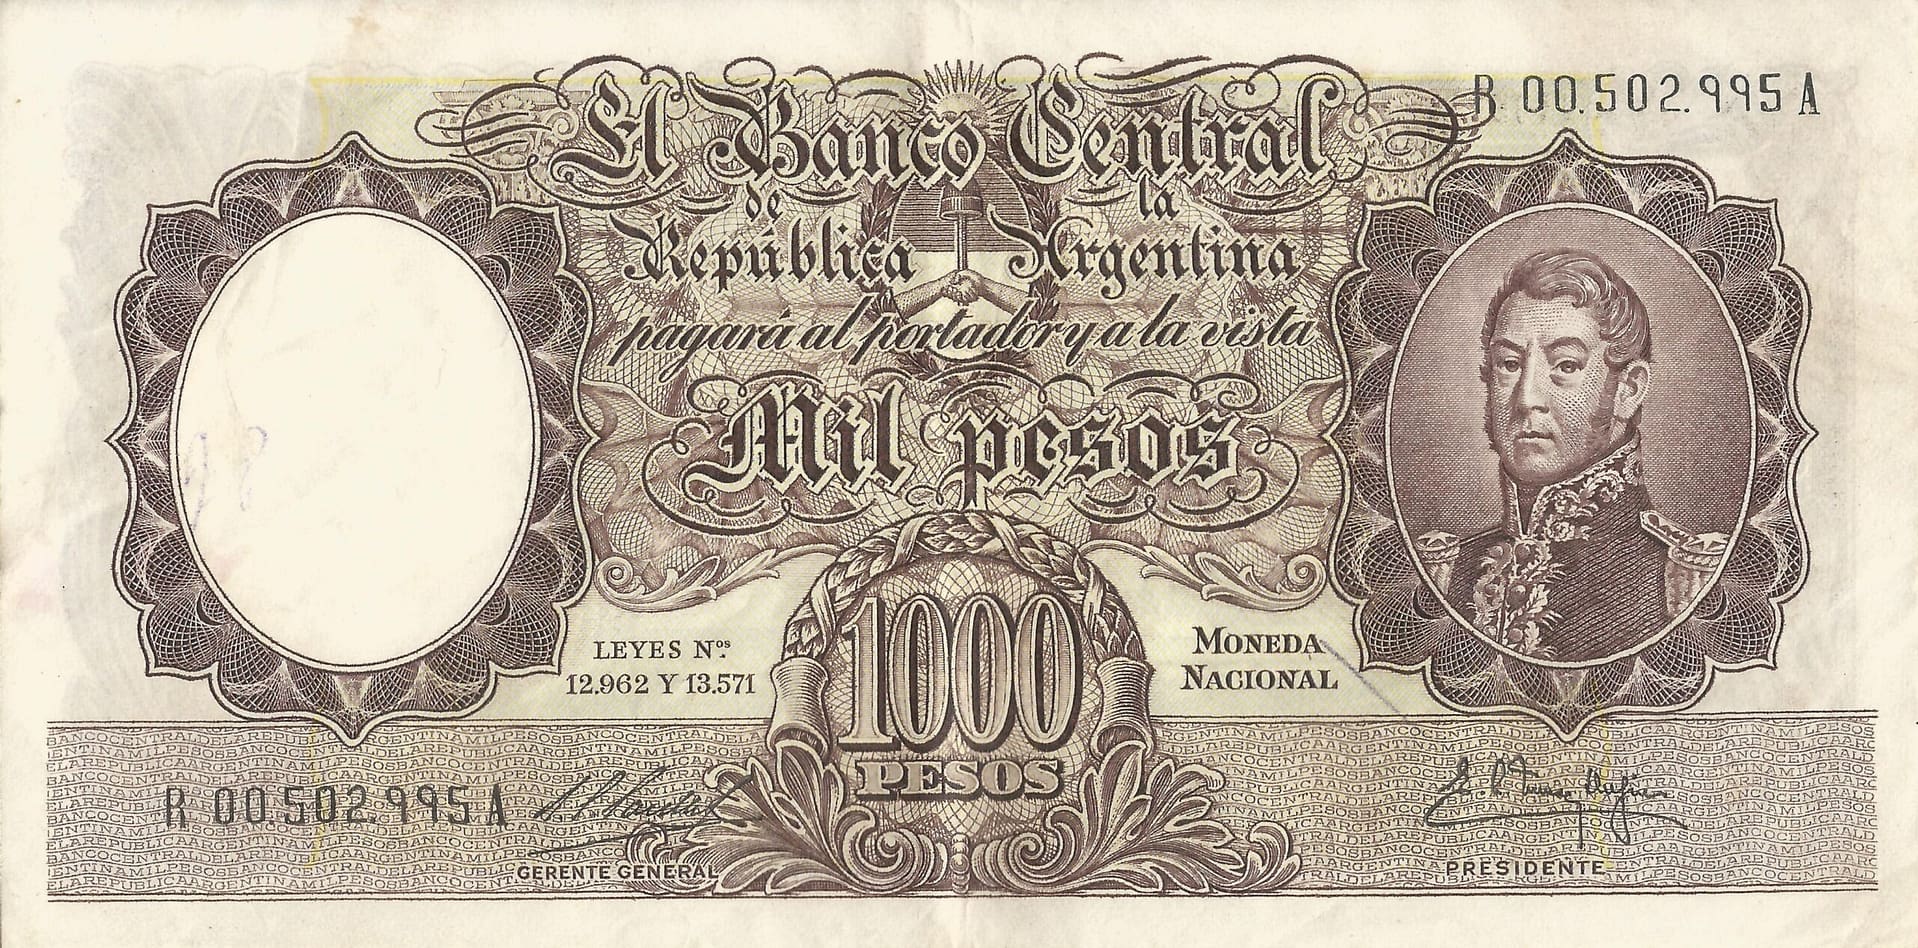 R 00.502.995 A
El Banco Central
de la
República Argentina
pagará al portador y a la vista
Mil pesos
LEYES Nos.
12.962 Y 13.571
1000
PESOS
MONEDA
NACIONAL
R 00.502.995 A
GERENTE GENERAL
PRESIDENTE